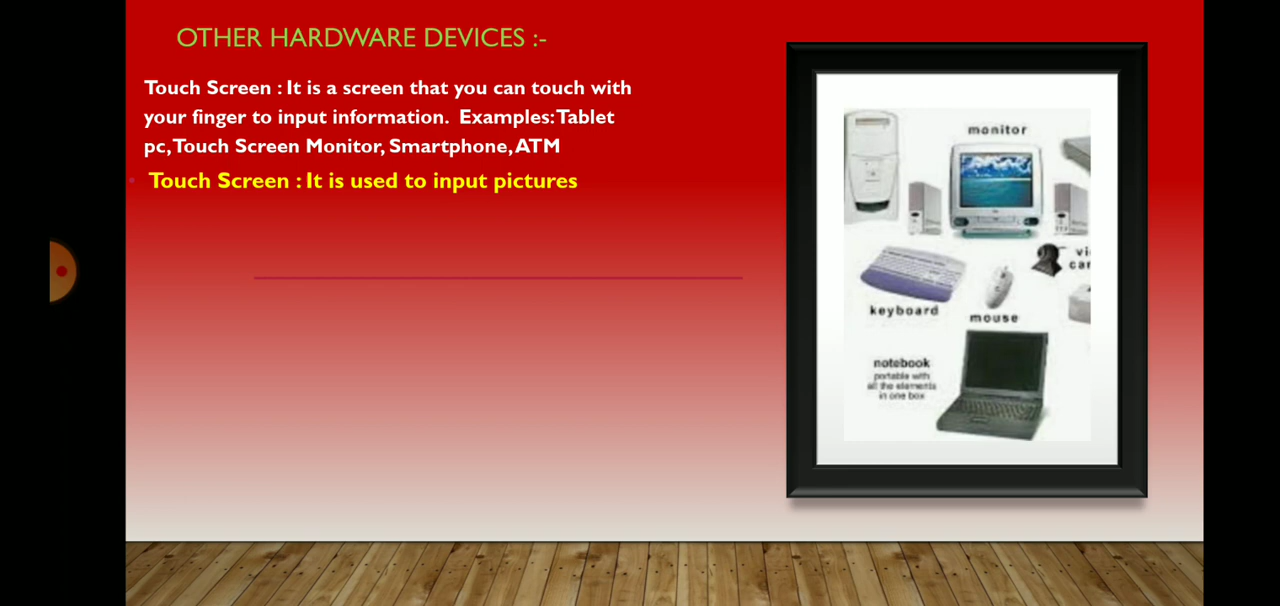 OTHER HARDWARE DEVICES :-
Touch Screen : It is a screen that you can touch with
your finger to input information. Examples: Tablet
pc, Touch Screen Monitor, Smartphone, ATM
• Touch Screen : It is used to input pictures
monitor
keyboard
mouse
notebook
portable with
all the elements
in one box